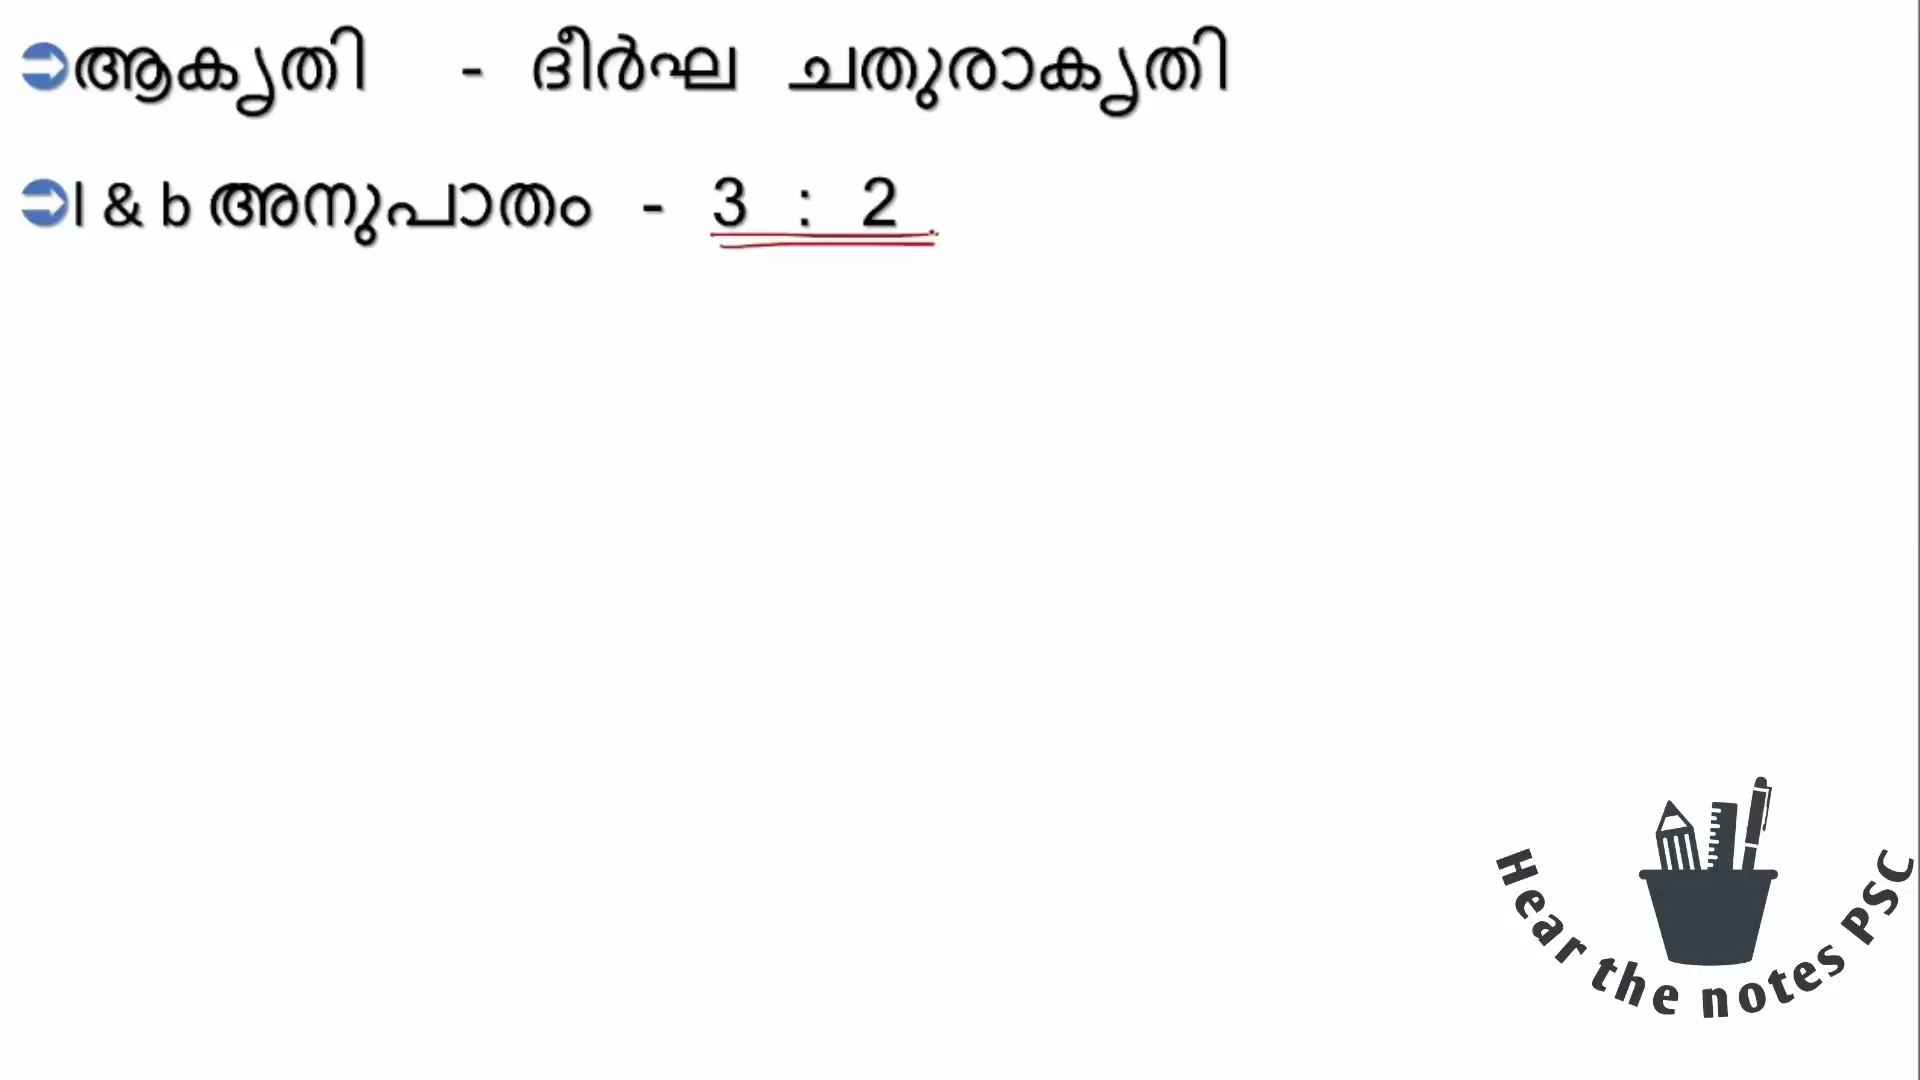 ആകൃതി - ദീർഘ ചതുരാകൃതി
l & b അനുപാതം - 3 : 2
Hear the notes PSC